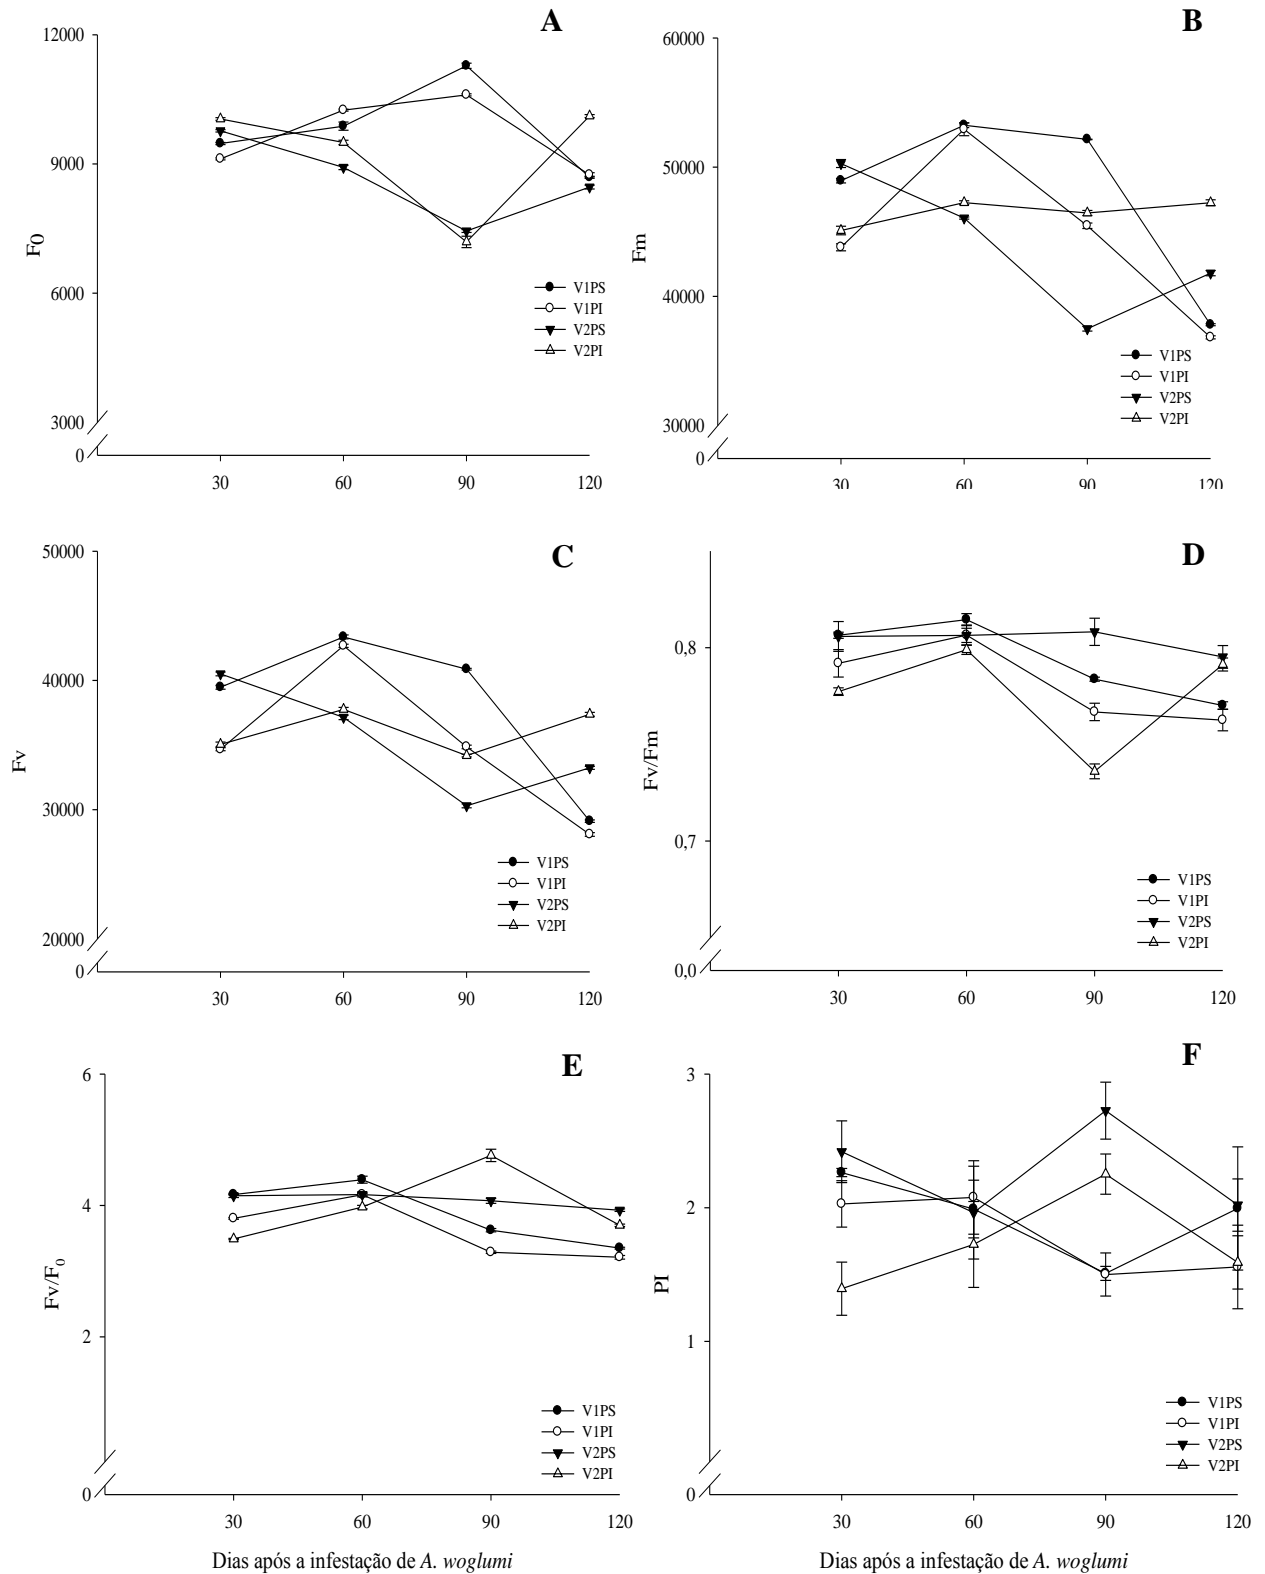 A
12000
9000
6000
3000
0
F0
V1PS
V1PI
V2PS
V2PI
30 60 90 120
B
60000
50000
40000
30000
0
Fm
V1PS
V1PI
V2PS
V2PI
30 60 90 120
C
50000
40000
30000
20000
0
Fv
V1PS
V1PI
V2PS
V2PI
30 60 90 120
D
0,8
0,7
0,0
Fv/Fm
V1PS
V1PI
V2PS
V2PI
30 60 90 120
E
6
4
2
0
Fv/F0
V1PS
V1PI
V2PS
V2PI
30 60 90 120
Dias após a infestação de A. woglumi
F
3
2
1
0
PI
V1PS
V1PI
V2PS
V2PI
30 60 90 120
Dias após a infestação de A. woglumi